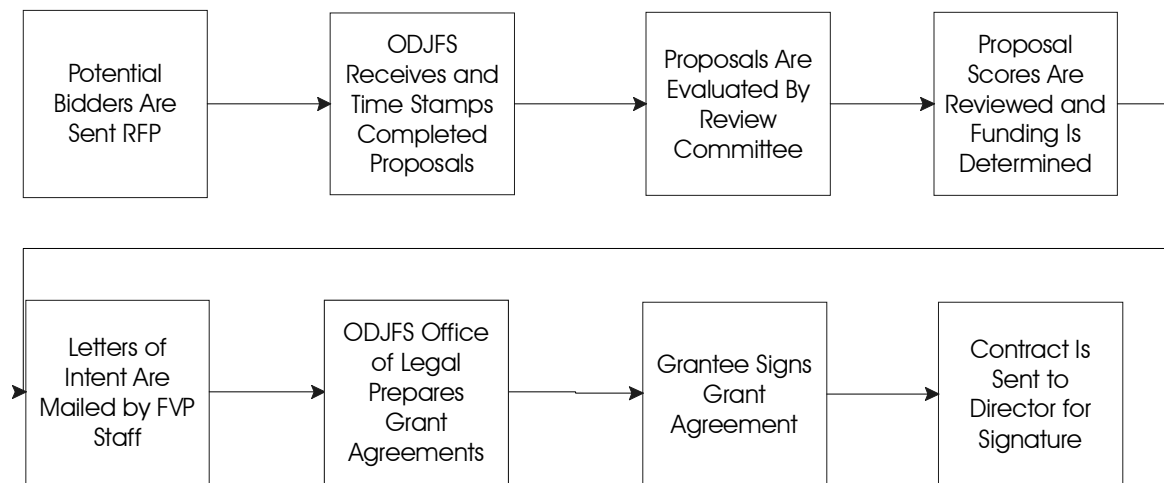 Potential
Bidders Are
Sent RFP
ODJFS
Receives and
Time Stamps
Completed
Proposals
Proposals Are
Evaluated By
Review
Committee
Proposal
Scores Are
Reviewed and
Funding Is
Determined
Letters of
Intent Are
Mailed by FVP
Staff
ODJFS Office
of Legal
Prepares
Grant
Agreements
Grantee Signs
Grant
Agreement
Contract Is
Sent to
Director for
Signature